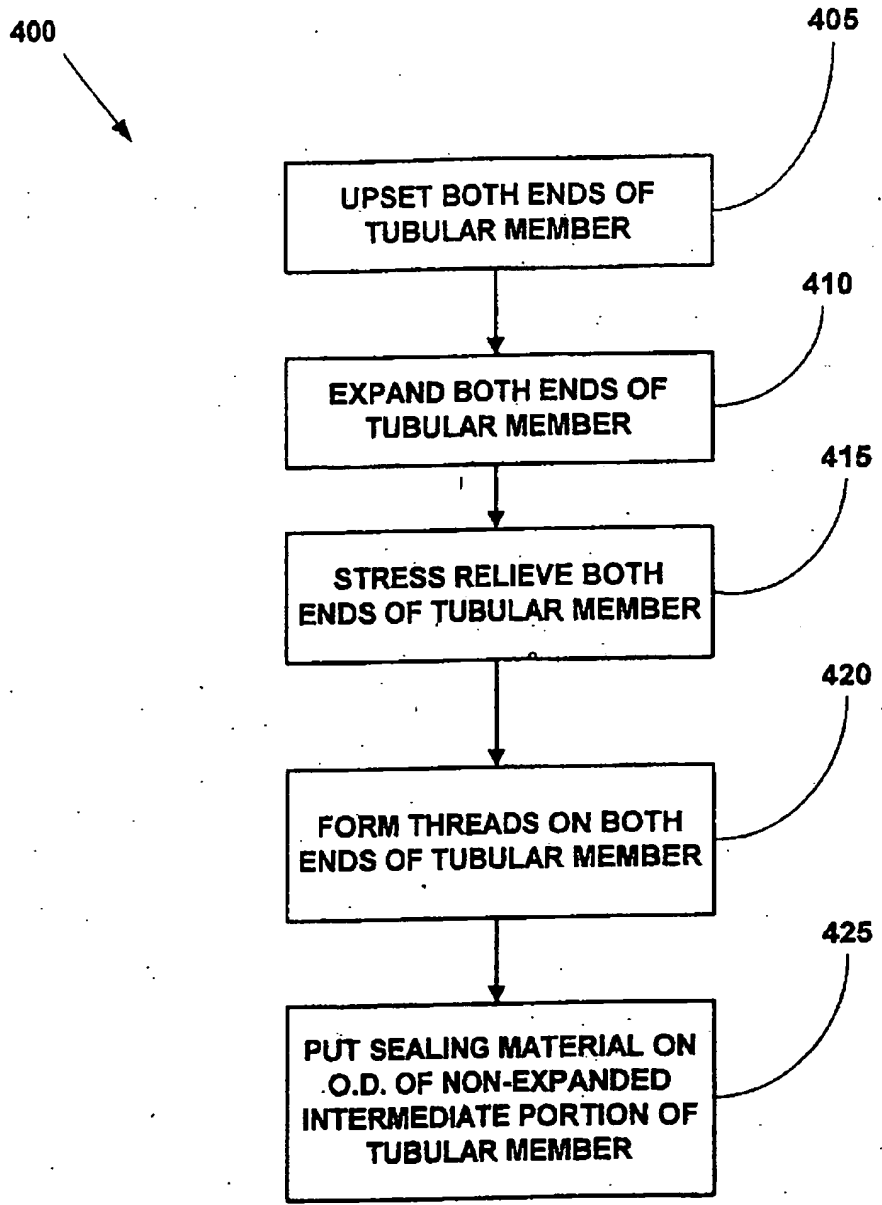 400
405
UPSET BOTH ENDS OF
TUBULAR MEMBER
410
EXPAND BOTH ENDS OF
TUBULAR MEMBER
415
STRESS RELIEVE BOTH
ENDS OF TUBULAR MEMBER
420
FORM THREADS ON BOTH
ENDS OF TUBULAR MEMBER
425
PUT SEALING MATERIAL ON
O.D. OF NON-EXPANDED
INTERMEDIATE PORTION OF
TUBULAR MEMBER